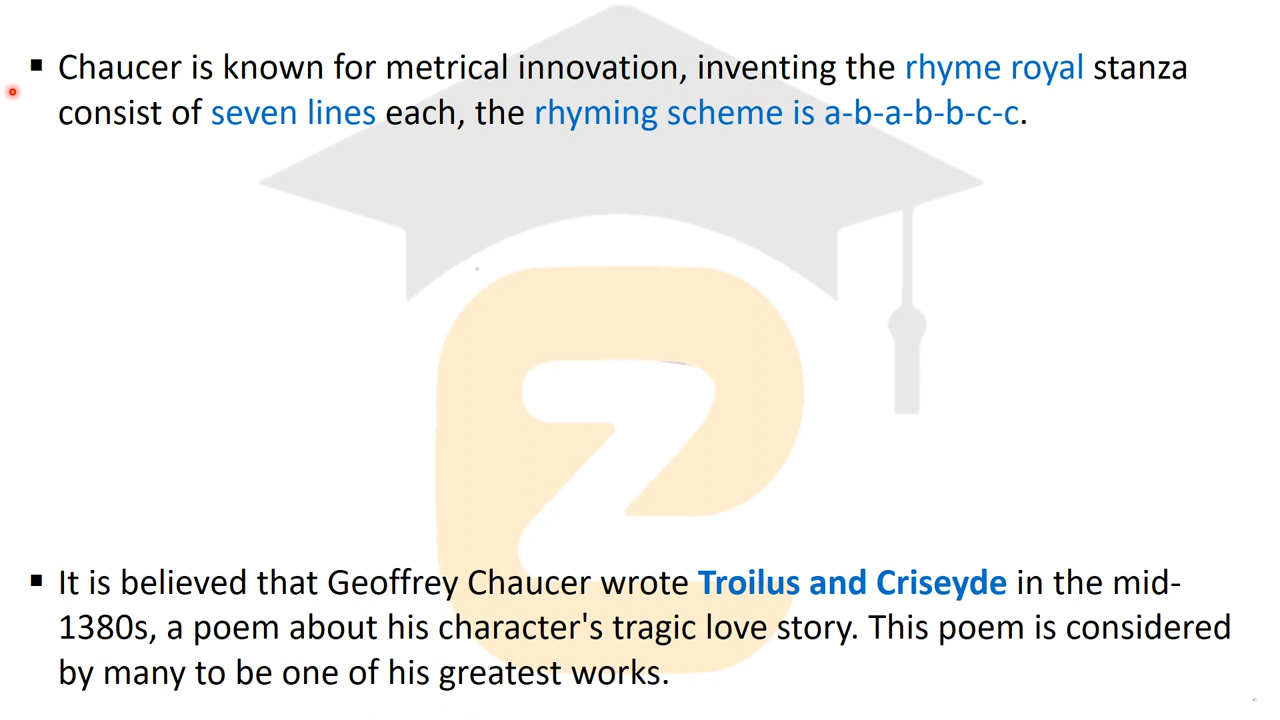 ▪ Chaucer is known for metrical innovation, inventing the rhyme royal stanza
consist of seven lines each, the rhyming scheme is a-b-a-b-b-c-c.
▪ It is believed that Geoffrey Chaucer wrote Troilus and Criseyde in the mid-
1380s, a poem about his character's tragic love story. This poem is considered
by many to be one of his greatest works.